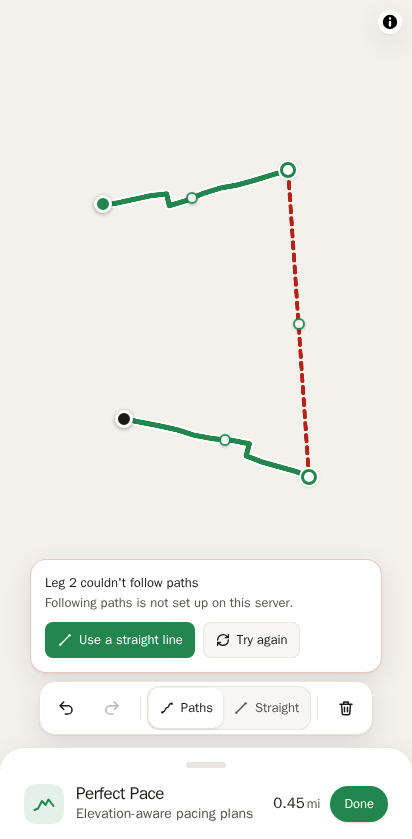 Leg 2 couldn't follow paths
Following paths is not set up on this server.
Use a straight line
Try again
Paths
Straight
Perfect Pace
Elevation-aware pacing plans
0.45 mi
Done